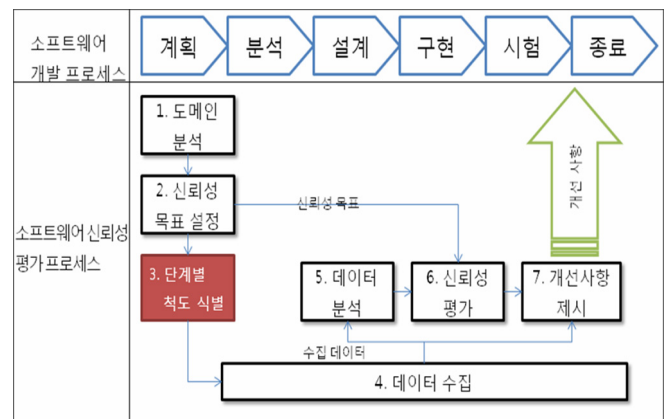 소프트웨어
개발 프로세스
계획
분석
설계
구현
시험
종료
소프트웨어 신뢰성
평가 프로세스
1. 도메인
분석
2. 신뢰성
목표 설정
신뢰성 목표
개선 사항
3. 단계별
척도 식별
5. 데이터
분석
6. 신뢰성
평가
7. 개선사항
제시
수집 데이터
4. 데이터 수집